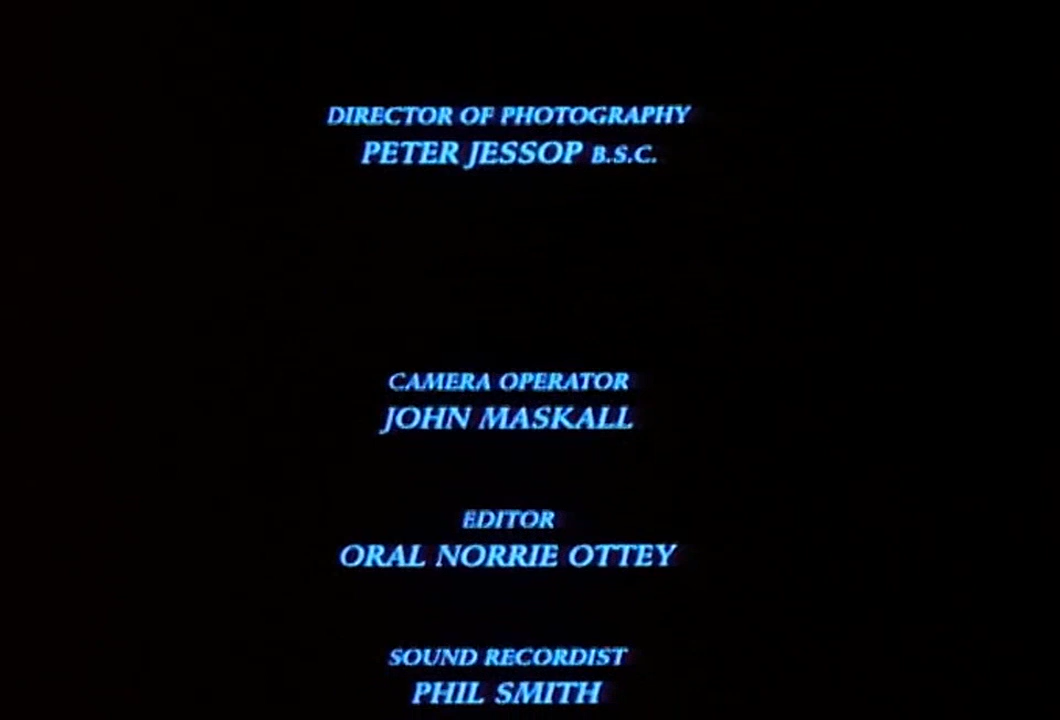 DIRECTOR OF PHOTOGRAPHY
PETER JESSOP B.S.C.
CAMERA OPERATOR
JOHN MASKALL
EDITOR
ORAL NORRIE OTTEY
SOUND RECORDIST
PHIL SMITH